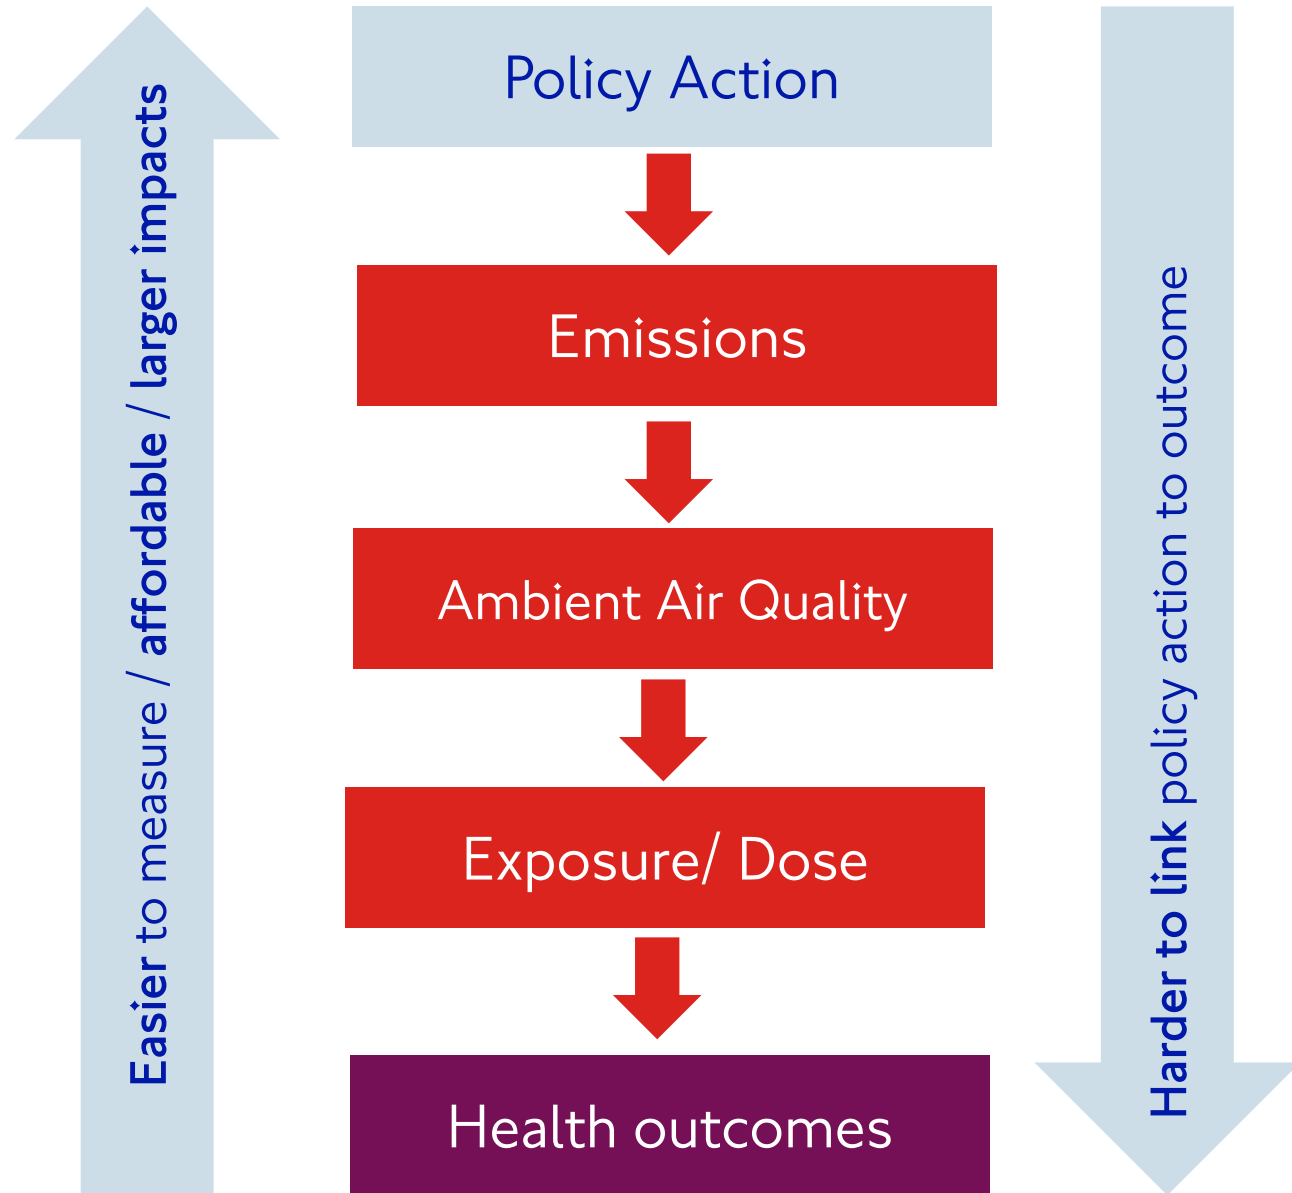 Policy Action
Emissions
Ambient Air Quality
Exposure/ Dose
Health outcomes
Easier to measure / affordable / larger impacts
Harder to link policy action to outcome